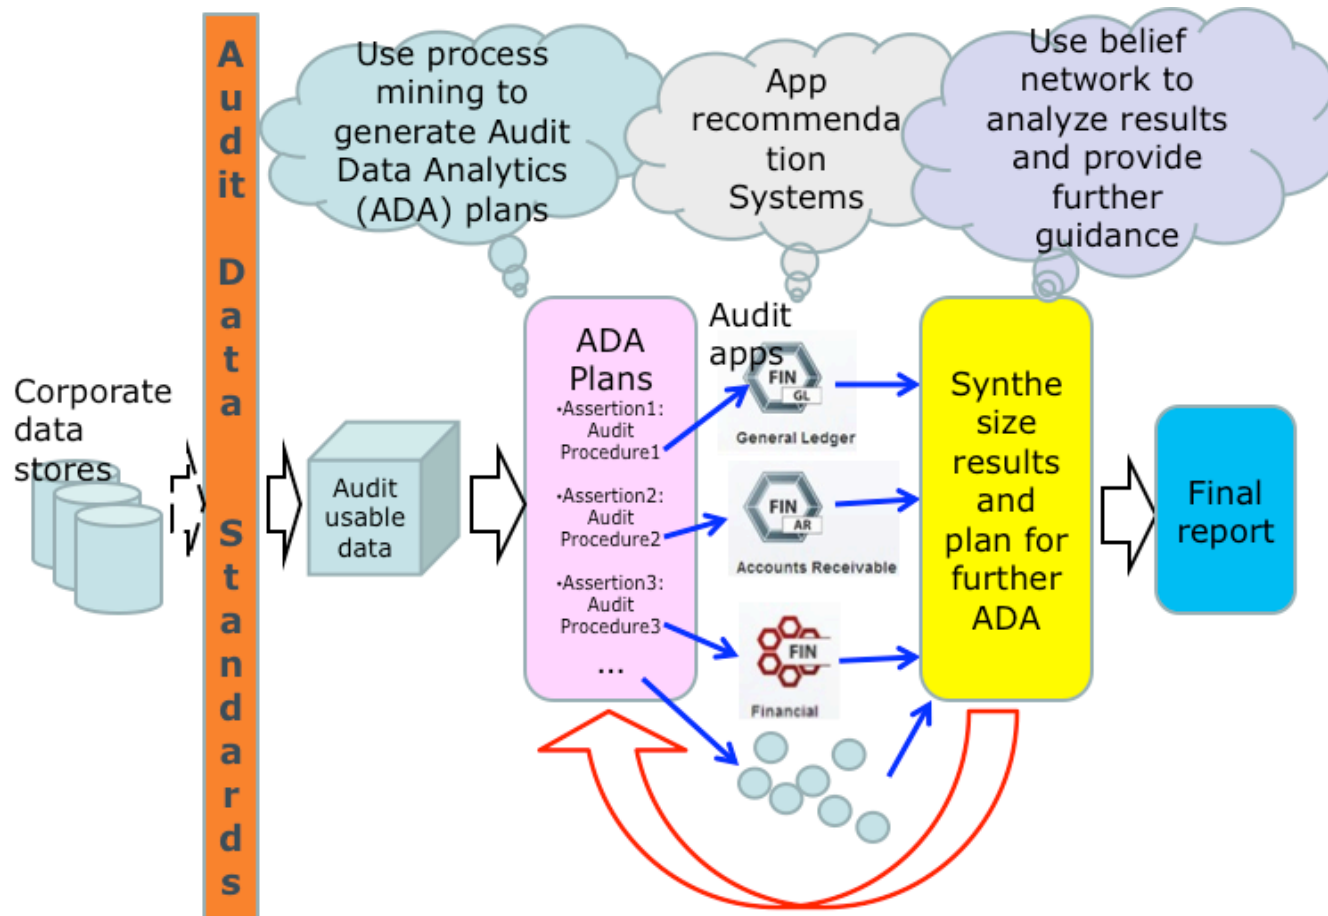 Audit Data Standards
Use process
mining to
generate Audit
Data Analytics
(ADA) plans
App
recommenda
tion
Systems
Use belief
network to
analyze results
and provide
further
guidance
Corporate
data
stores
Audit
usable
data
ADA
Plans
•Assertion1:
Audit
Procedure1
•Assertion2:
Audit
Procedure2
•Assertion3:
Audit
Procedure3
...
Audit
apps
FIN
GL
General Ledger
FIN
AR
Accounts Receivable
FIN
Financial
Synthe
size
results
and
plan for
further
ADA
Final
report